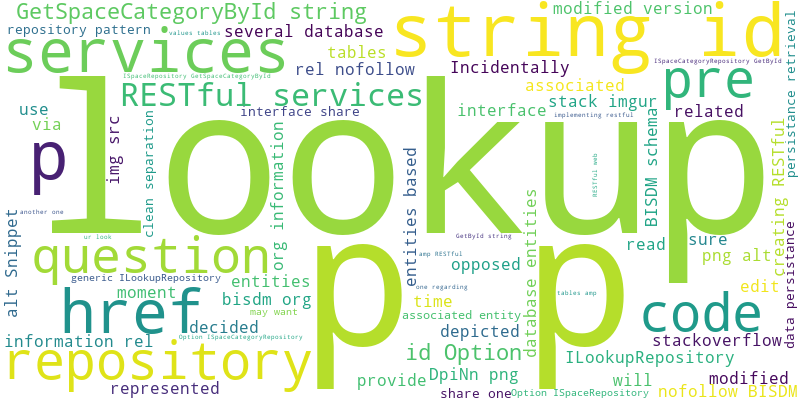 GetSpaceCategoryById string
modified version
string id
repository pattern
values tables
several database
services
tables
rel nofollow
Incidentally
ISpaceRepository GetById
ISpaceRepository GetSpaceCategoryById
associated
pre
RESTful services
stack imgur
use
interface share
interface
related
implementing restful
via
img src
clean separation
org information
lookup
p
BISDM schema
creating RESTful
persistance retrieval
RESTful web
entities based
database entities
another one
alt Snippet
ur look
GetById string
read
sure
question
p p
amp RESTful
png alt
opposed
generic ILookupRepository
entities
one regarding
tables amp
edit
data persistance
moment
bisdm org
time
href
may want
associated entity
code
decided
depicted
information rel
Option ISpaceCategoryRepository
stackoverflow
id Option
ILookupRepository
repository
provide
DpiNn png
will
modified
represented
share one
Option ISpaceRepository
nofollow BISDM